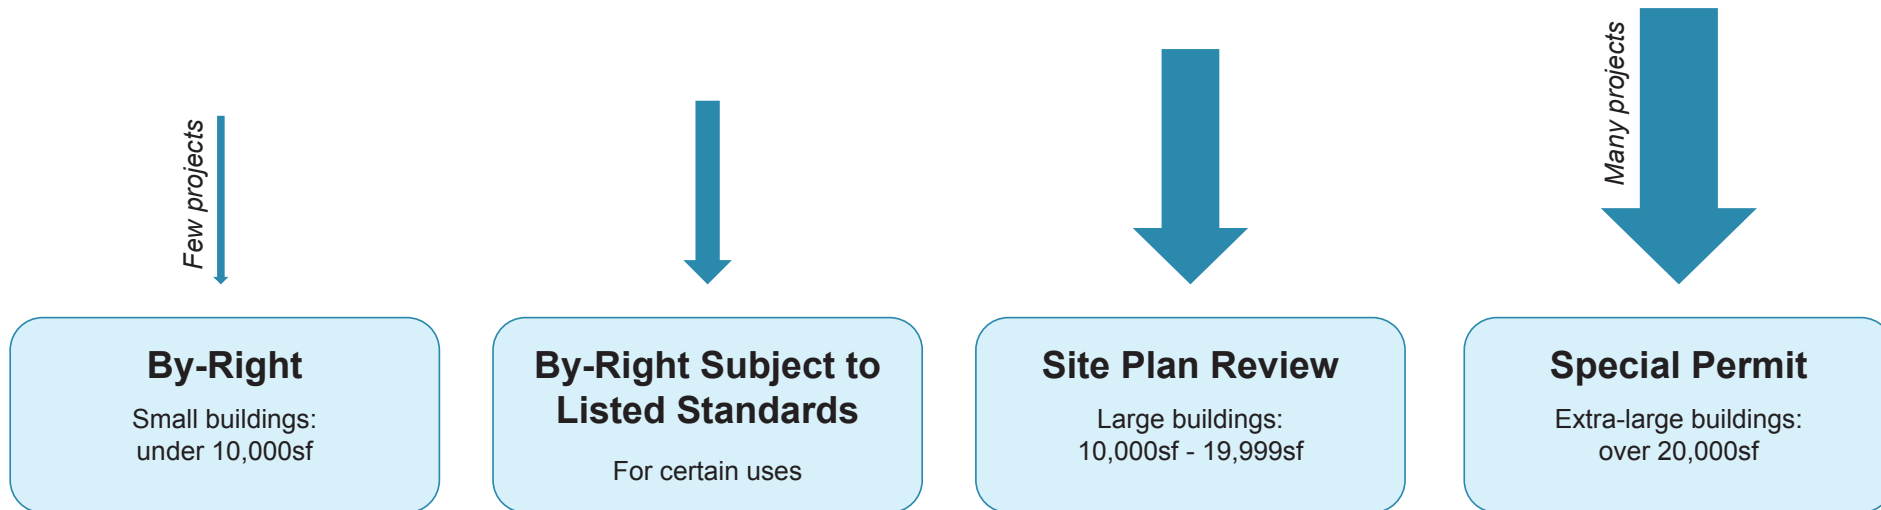 Few projects
Many projects
By-Right
Small buildings:
under 10,000sf
By-Right Subject to
Listed Standards
For certain uses
Site Plan Review
Large buildings:
10,000sf - 19,999sf
Special Permit
Extra-large buildings:
over 20,000sf